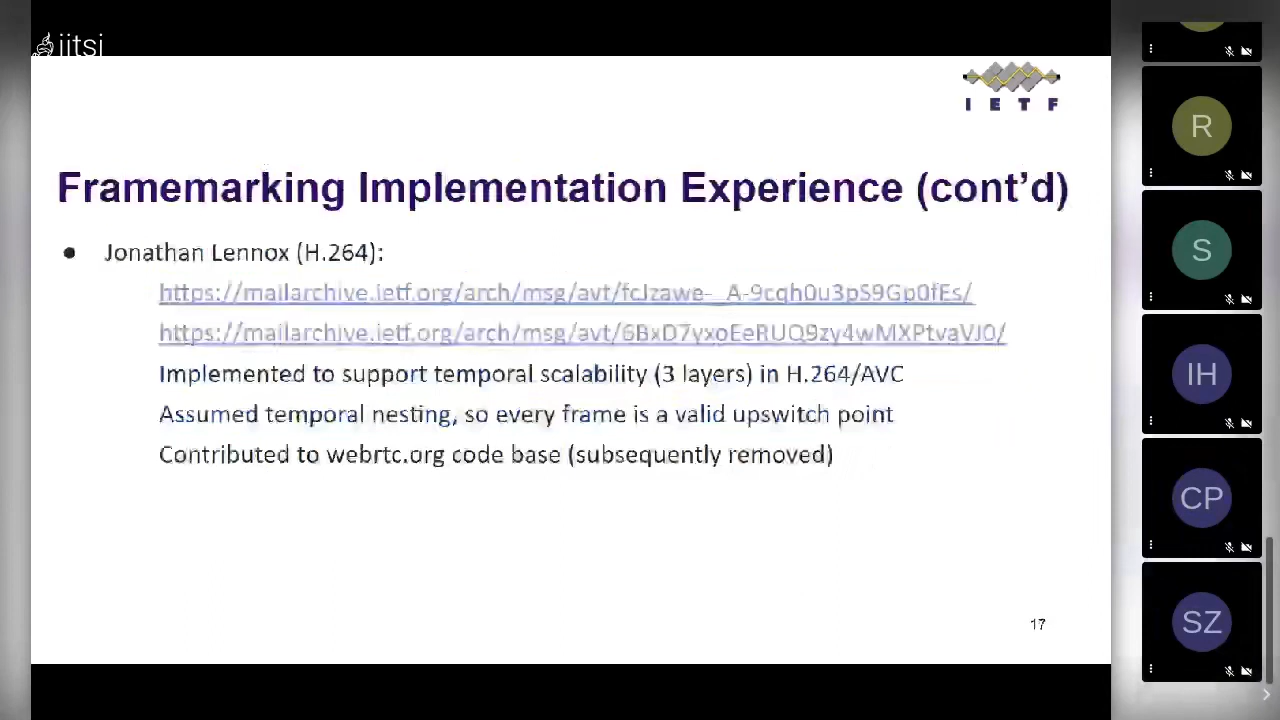 jitsi
I E T F
Framemarking Implementation Experience (cont'd)
● Jonathan Lennox (H.264):
https://mailarchive.ietf.org/arch/msg/avt/fcJzawe-_A-9cqh0u3pS9Gp0fEs/
https://mailarchive.ietf.org/arch/msg/avt/6BxD7yxoEeRUQ9zy4wMXPtvaVJ0/
Implemented to support temporal scalability (3 layers) in H.264/AVC
Assumed temporal nesting, so every frame is a valid upswitch point
Contributed to webrtc.org code base (subsequently removed)
17
R
S
IH
CP
SZ